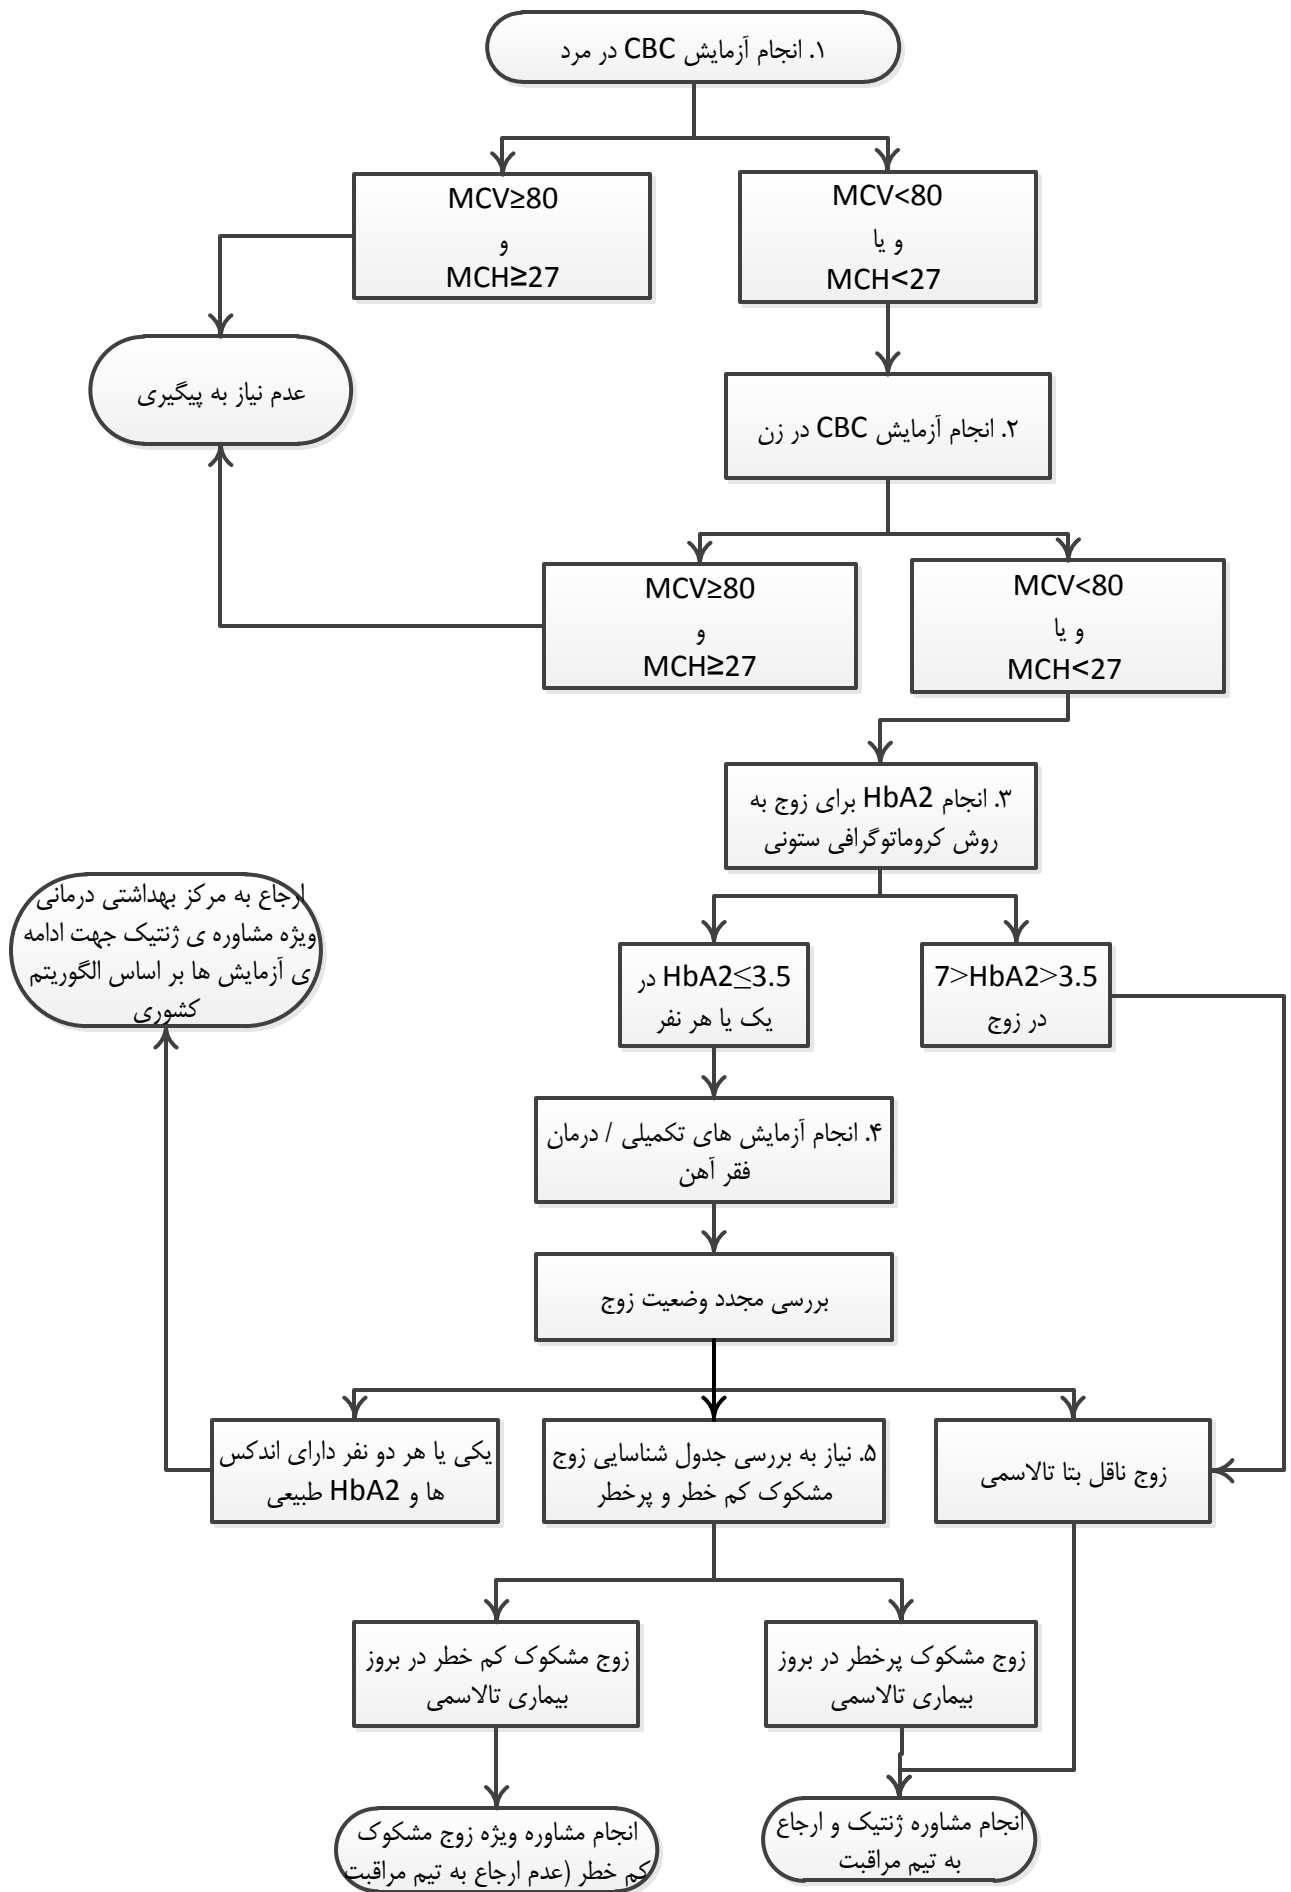 ۱. انجام آزمایش CBC در مرد
MCV<80
و یا
MCH<27
MCV≥80
و
MCH≥27
عدم نیاز به پیگیری
۲. انجام آزمایش CBC در زن
MCV<80
و یا
MCH<27
MCV≥80
و
MCH≥27
۳. انجام HbA2 برای زوج به
روش کروماتوگرافی ستونی
7>HbA2>3.5
در زوج
HbA2≤3.5 در
یک یا هر نفر
ارجاع به مرکز بهداشتی درمانی
ویژه مشاوره ی ژنتیک جهت ادامه
ی آزمایش ها بر اساس الگوریتم
کشوری
۴. انجام آزمایش های تکمیلی / درمان
فقر آهن
بررسی مجدد وضعیت زوج
زوج ناقل بتا تالاسمی
۵. نیاز به بررسی جدول شناسایی زوج
مشکوک کم خطر و پرخطر
یکی یا هر دو نفر دارای اندکس
ها و HbA2 طبیعی
زوج مشکوک پرخطر در بروز
بیماری تالاسمی
زوج مشکوک کم خطر در بروز
بیماری تالاسمی
انجام مشاوره ژنتیک و ارجاع
به تیم مراقبت
انجام مشاوره ویژه زوج مشکوک
کم خطر (عدم ارجاع به تیم مراقبت